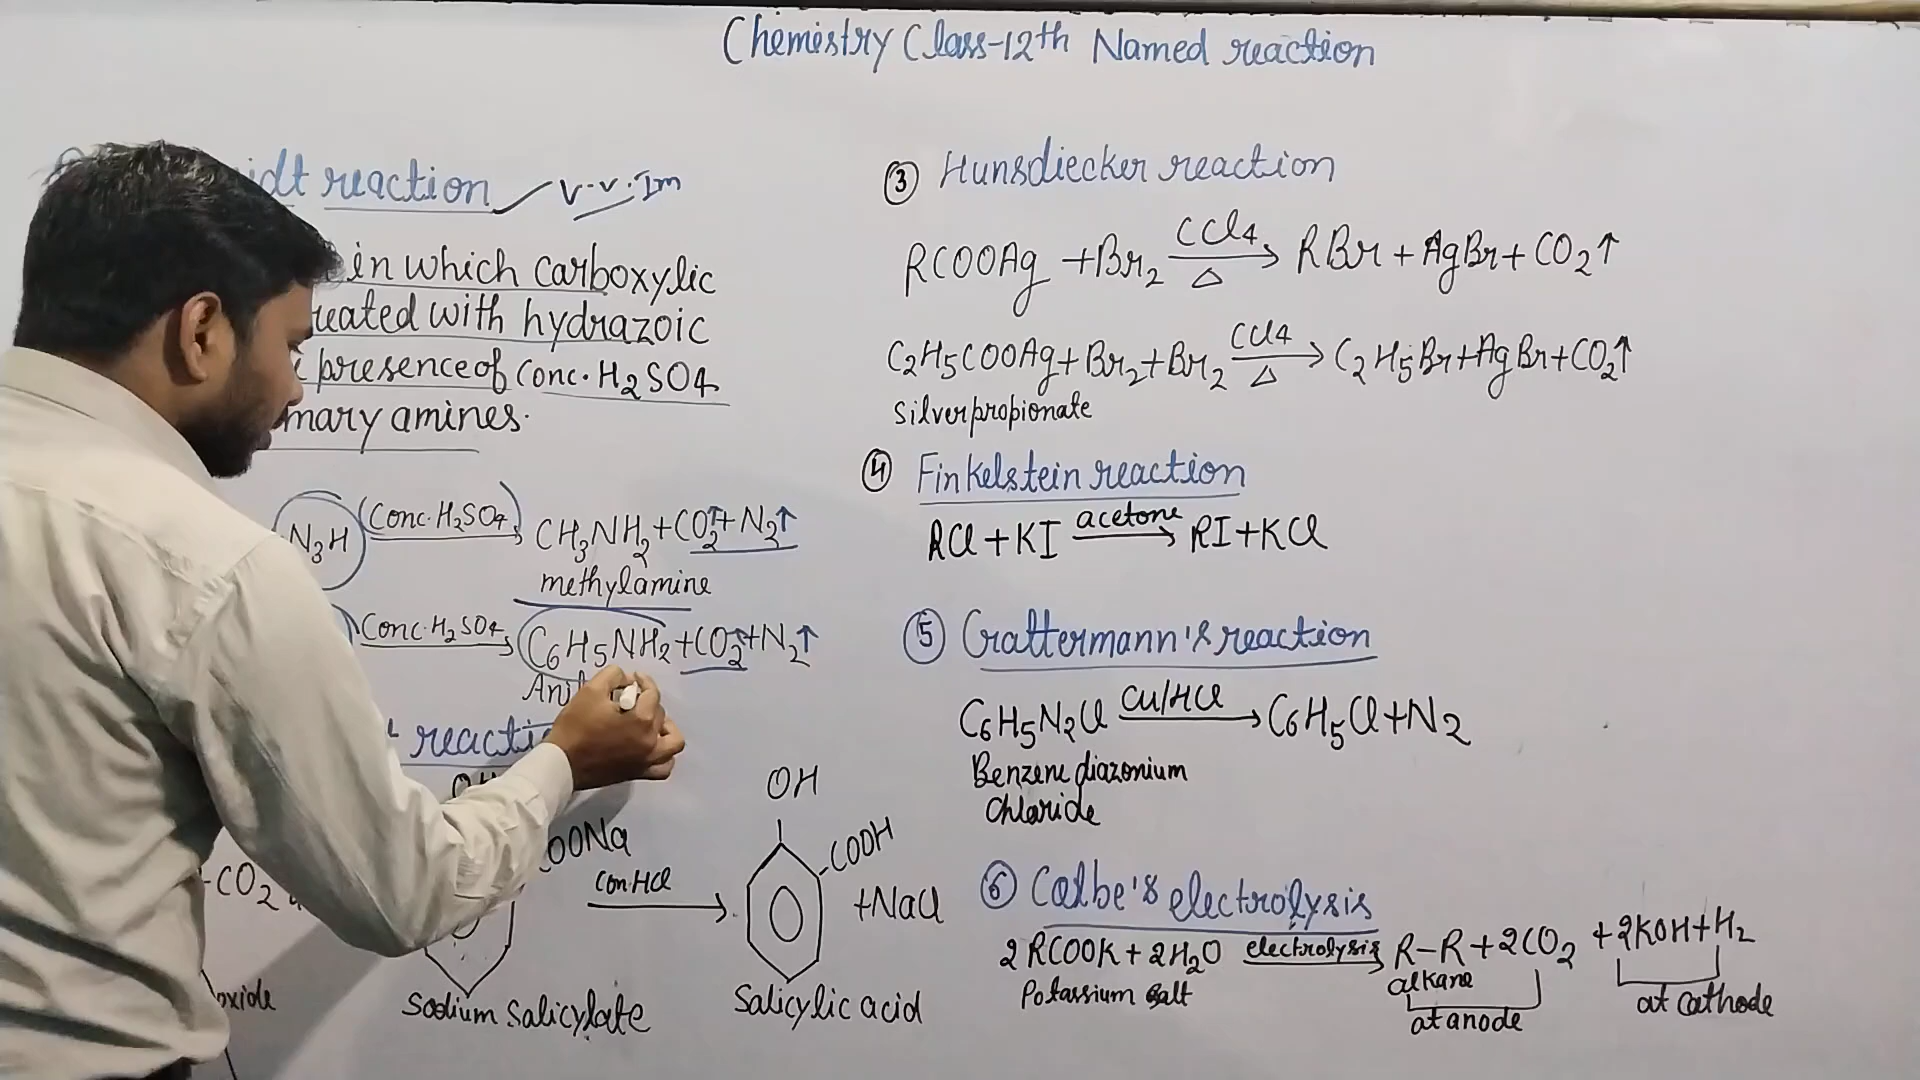 Chemistry Class-12th Named reaction
idt reaction V.V.Im
in which carboxylic
reated with hydrazoic
presence of Conc. H2SO4
mary amines.
N3H Conc. H2SO4 CH3NH2+CO2↑+N2↑
methylamine
Conc. H2SO4 C6H5NH2+CO2↑+N2↑
Ani
reacti
OH
OONa
+CO2
Con HCl
oxide
Sodium Salicylate
OH
COOH
+NaCl
Salicylic acid
③ Hunsdiecker reaction
RCOOAg +Br2 CCl4 Δ → RBr + AgBr + CO2↑
C2H5COOAg+Br2+Br2 CCl4 Δ → C2H5Br+AgBr+CO2↑
Silverpropionate
④ Finkelstein reaction
RCl+KI acetone → RI+KCl
⑤ Grattermann's reaction
C6H5N2Cl Cu/HCl → C6H5Cl+N2
Benzene diazonium
Chloride
⑥ Colbe's electrolysis
2RCOOK+2H2O electrolysis → R-R+2CO2 +2KOH+H2
Potassium Salt alkane
at anode
at cathode